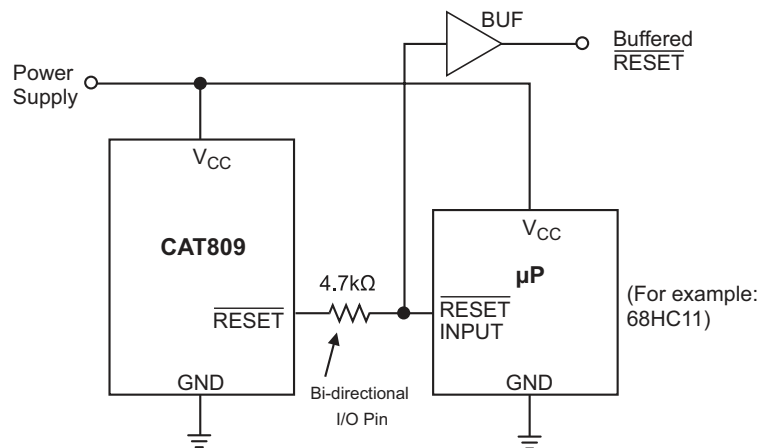 BUF
Buffered
RESET
Power
Supply
VCC
CAT809
4.7kΩ
RESET
GND
Bi-directional
I/O Pin
VCC
µP
RESET
INPUT
GND
(For example:
68HC11)